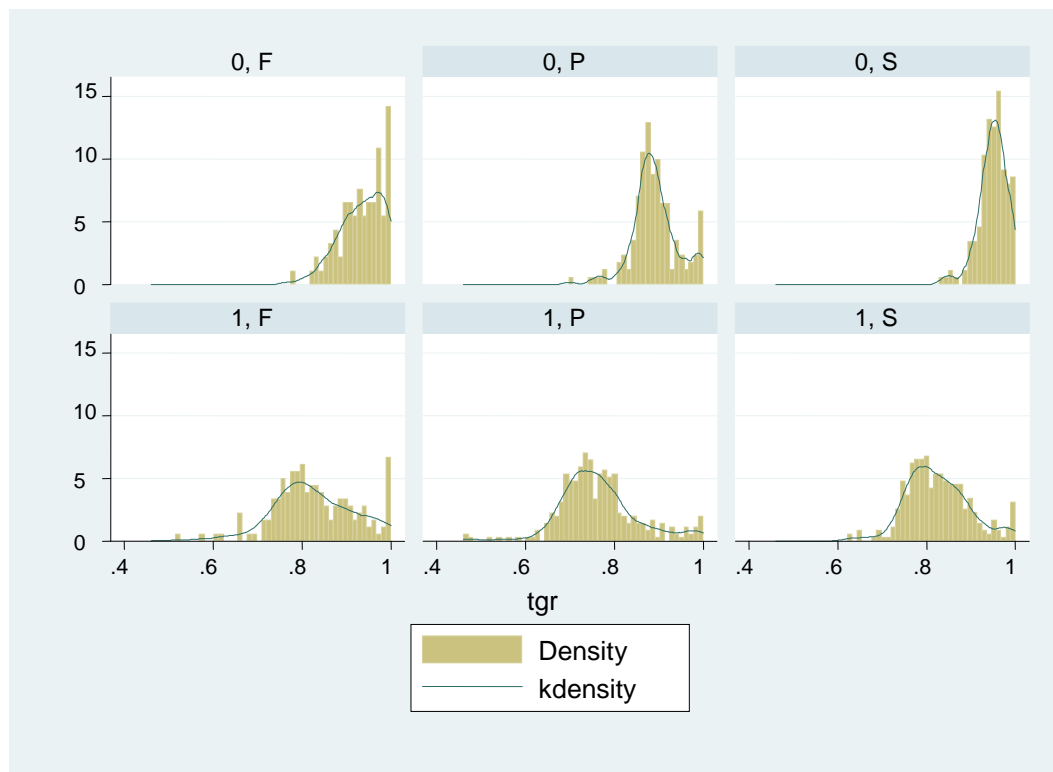 0, F
0, P
0, S
15
10
5
0
1, F
1, P
1, S
15
10
5
0
.4 .6 .8 1
.4 .6 .8 1
.4 .6 .8 1
tgr
Density
kdensity